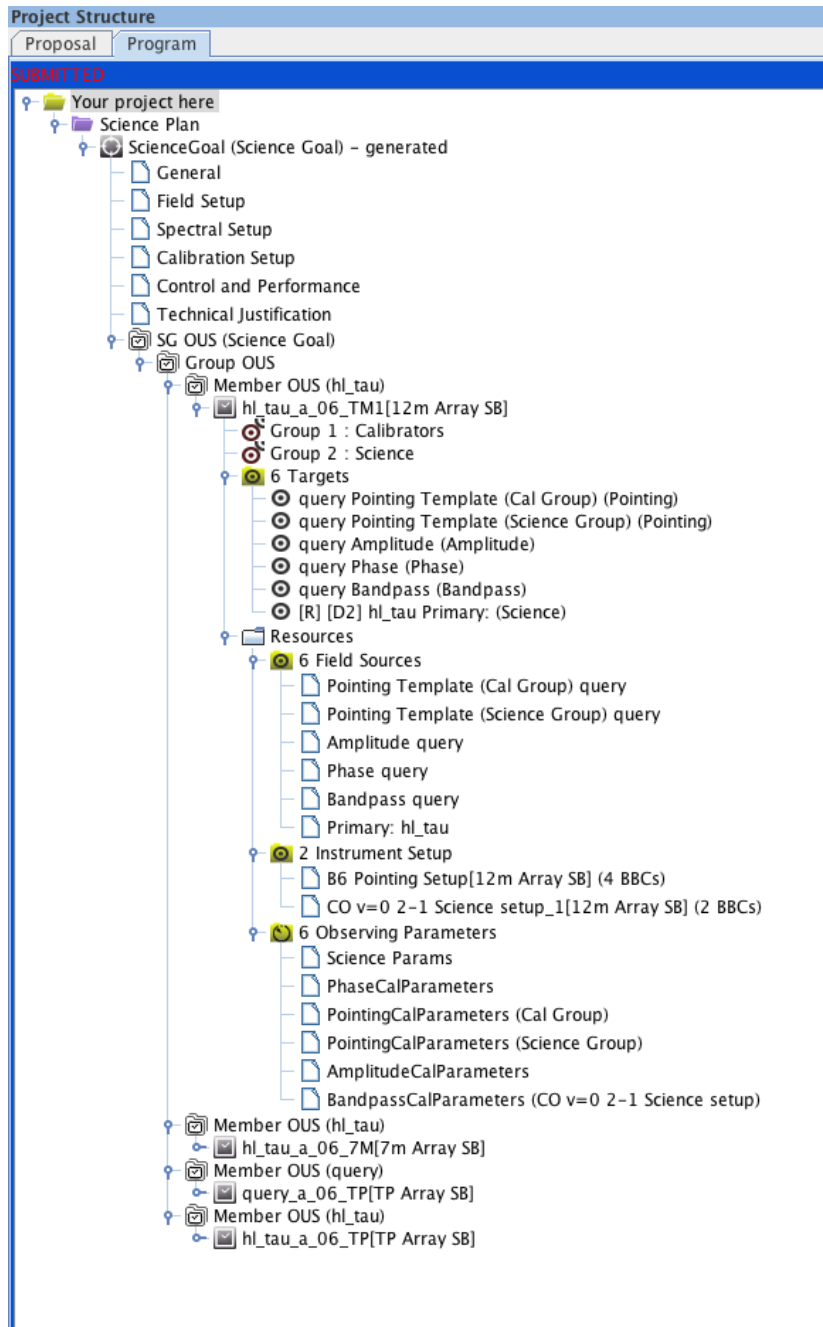 Project Structure
Proposal Program
SUBMITTED
Your project here
Science Plan
ScienceGoal (Science Goal) – generated
General
Field Setup
Spectral Setup
Calibration Setup
Control and Performance
Technical Justification
SG OUS (Science Goal)
Group OUS
Member OUS (hl_tau)
hl_tau_a_06_TM1[12m Array SB]
Group 1 : Calibrators
Group 2 : Science
6 Targets
query Pointing Template (Cal Group) (Pointing)
query Pointing Template (Science Group) (Pointing)
query Amplitude (Amplitude)
query Phase (Phase)
query Bandpass (Bandpass)
[R] [D2] hl_tau Primary: (Science)
Resources
6 Field Sources
Pointing Template (Cal Group) query
Pointing Template (Science Group) query
Amplitude query
Phase query
Bandpass query
Primary: hl_tau
2 Instrument Setup
B6 Pointing Setup[12m Array SB] (4 BBCs)
CO v=0 2-1 Science setup_1[12m Array SB] (2 BBCs)
6 Observing Parameters
Science Params
PhaseCalParameters
PointingCalParameters (Cal Group)
PointingCalParameters (Science Group)
AmplitudeCalParameters
BandpassCalParameters (CO v=0 2-1 Science setup)
Member OUS (hl_tau)
hl_tau_a_06_7M[7m Array SB]
Member OUS (query)
query_a_06_TP[TP Array SB]
Member OUS (hl_tau)
hl_tau_a_06_TP[TP Array SB]